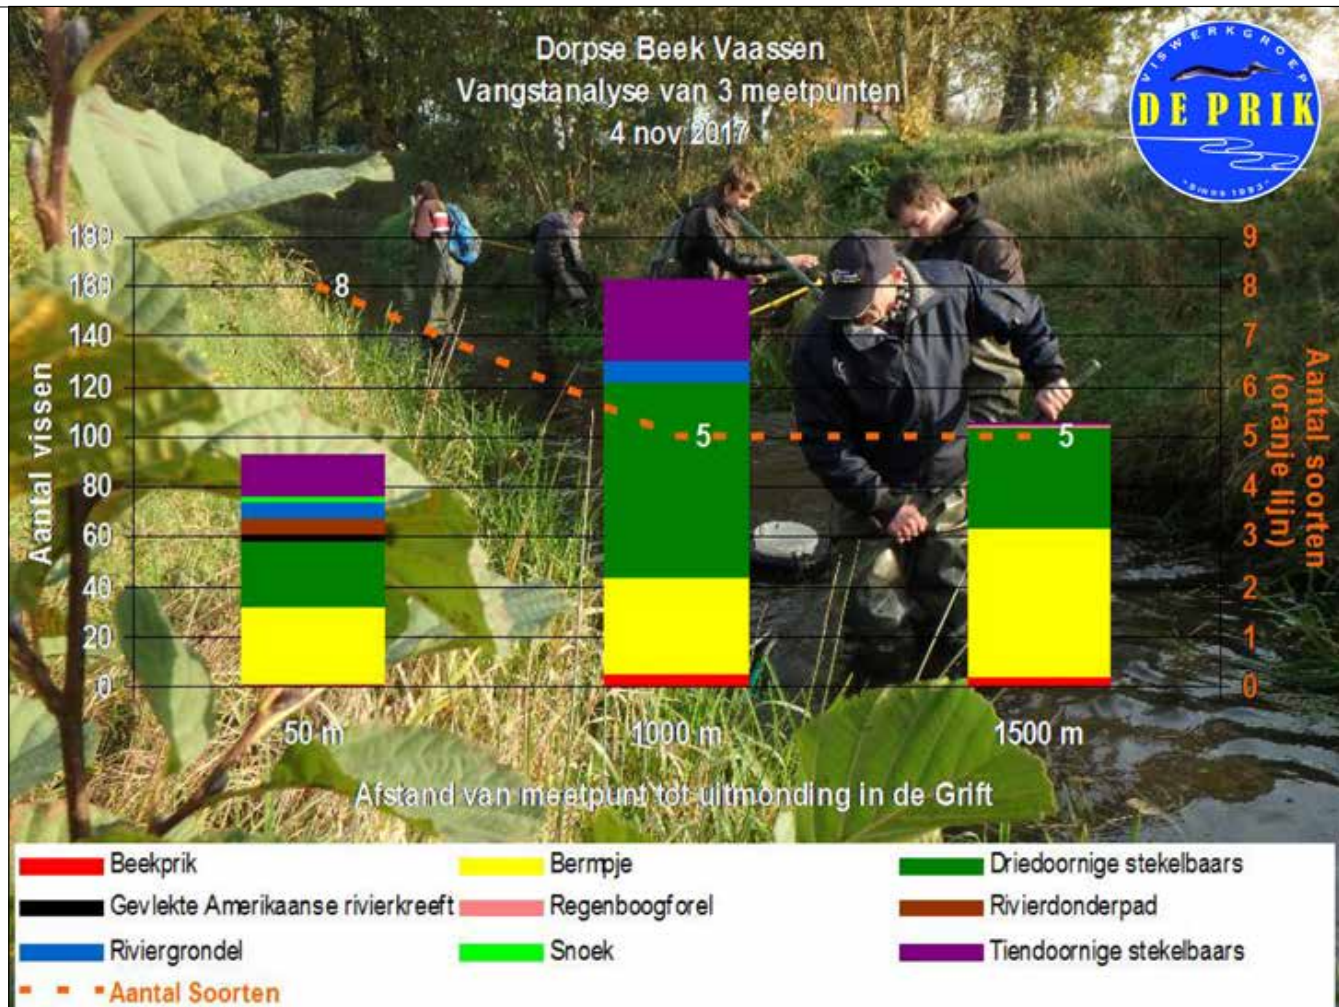 Dorpse Beek Vaassen
Vangstanalyse van 3 meetpunten
4 nov 2017
VISWERKGROEP
DE PRIK
"sinds 1993"
180
160
140
120
100
80
60
40
20
0
Aantal vissen
8
5
5
9
8
7
6
5
4
3
2
1
0
Aantal soorten
(oranje lijn)
50 m
1000 m
1500 m
Afstand van meetpunt tot uitmonding in de Grift
Beekprik
Bermpje
Driedoornige stekelbaars
Gevlekte Amerikaanse rivierkreeft
Regenboogforel
Rivierdonderpad
Riviergrondel
Snoek
Tiendoornige stekelbaars
Aantal Soorten